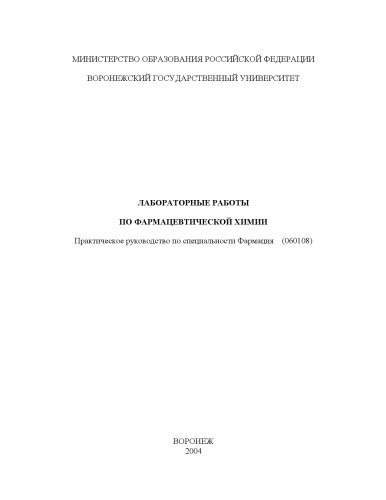 МИНИСТЕРСТВО ОБРАЗОВАНИЯ РОССИЙСКОЙ ФЕДЕРАЦИИ
ВОРОНЕЖСКИЙ ГОСУДАРСТВЕННЫЙ УНИВЕРСИТЕТ
ЛАБОРАТОРНЫЕ РАБОТЫ
ПО ФАРМАЦЕВТИЧЕСКОЙ ХИМИИ
Практическое руководство по специальности Фармация (060108)
ВОРОНЕЖ
2004